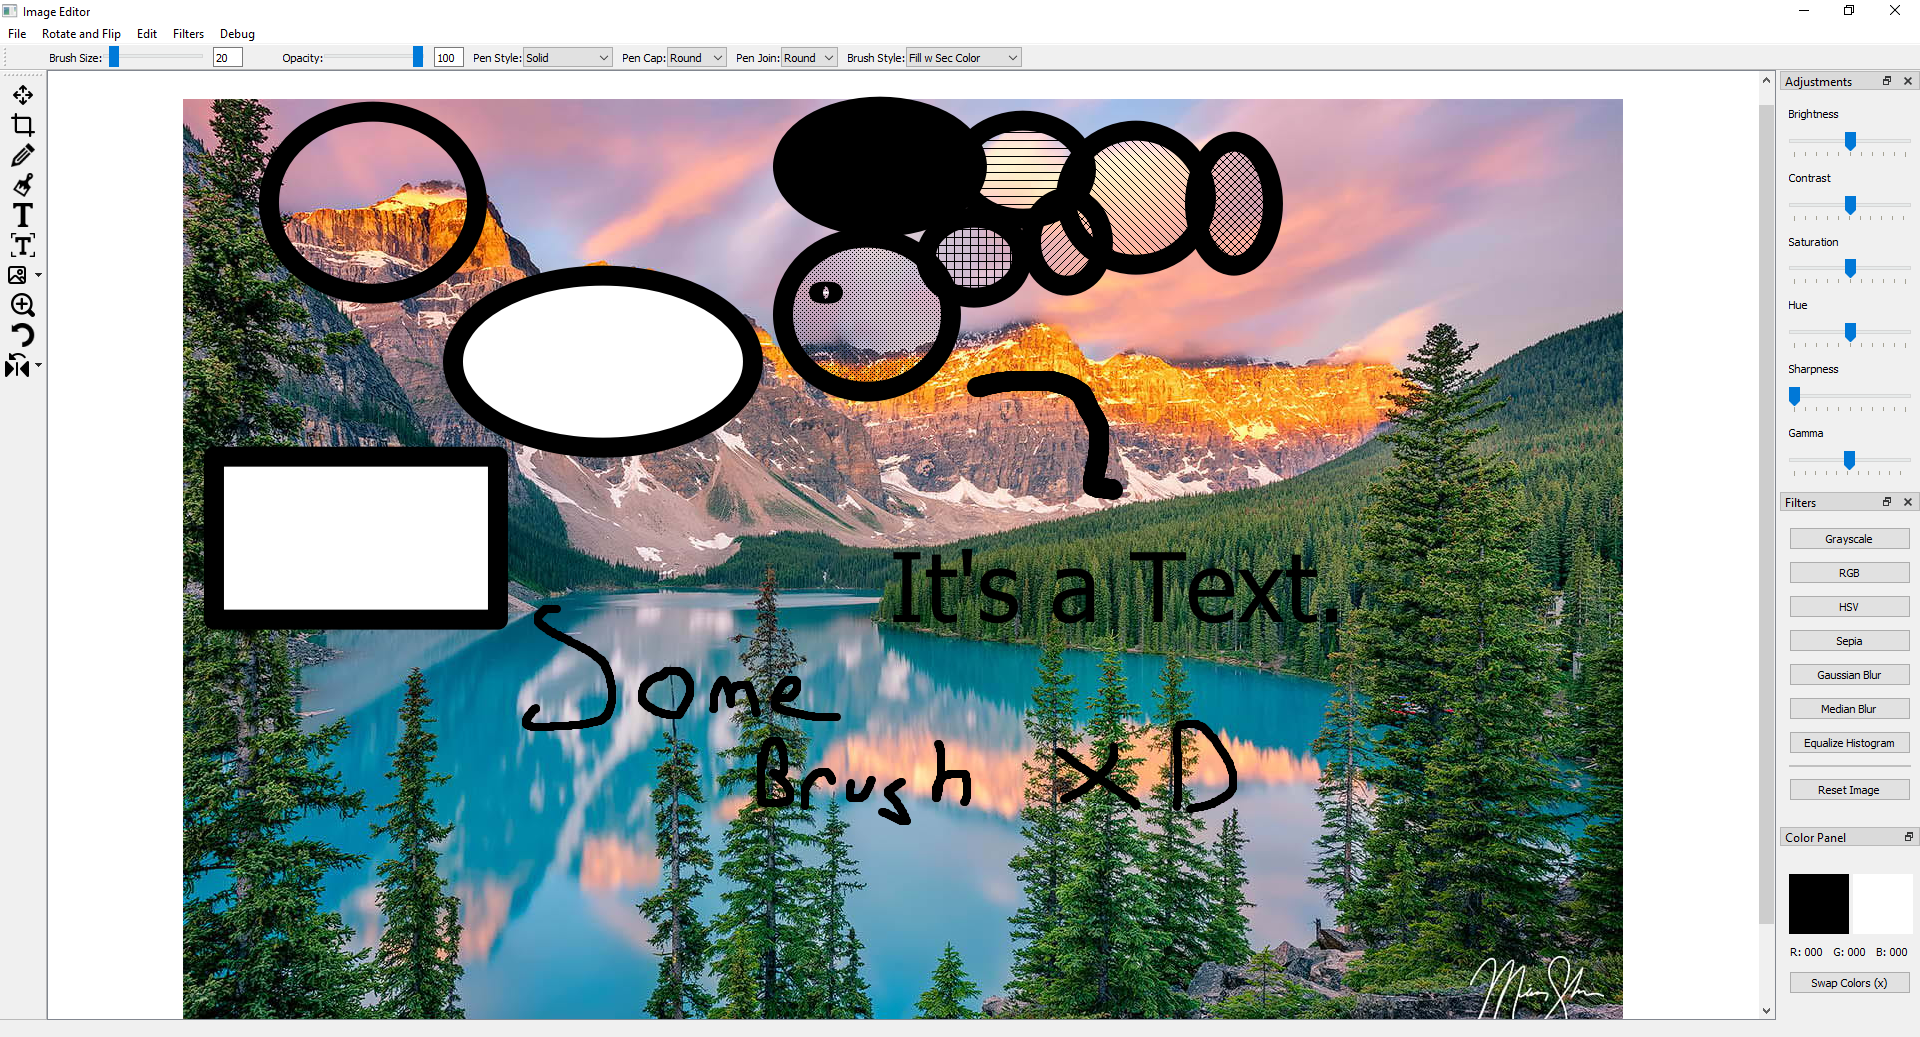 Image Editor
File Rotate and Flip Edit Filters Debug
Brush Size: 20 Opacity: 100 Pen Style: Solid Pen Cap: Round Pen Join: Round Brush Style: Fill w Sec Color
Adjustments
Brightness
Contrast
Saturation
Hue
Sharpness
Gamma
Filters
Grayscale
RGB
HSV
Sepia
Gaussian Blur
Median Blur
Equalize Histogram
Reset Image
Color Panel
R: 000 G: 000 B: 000
Swap Colors (x)
It's a Text.
Some
Brush XD